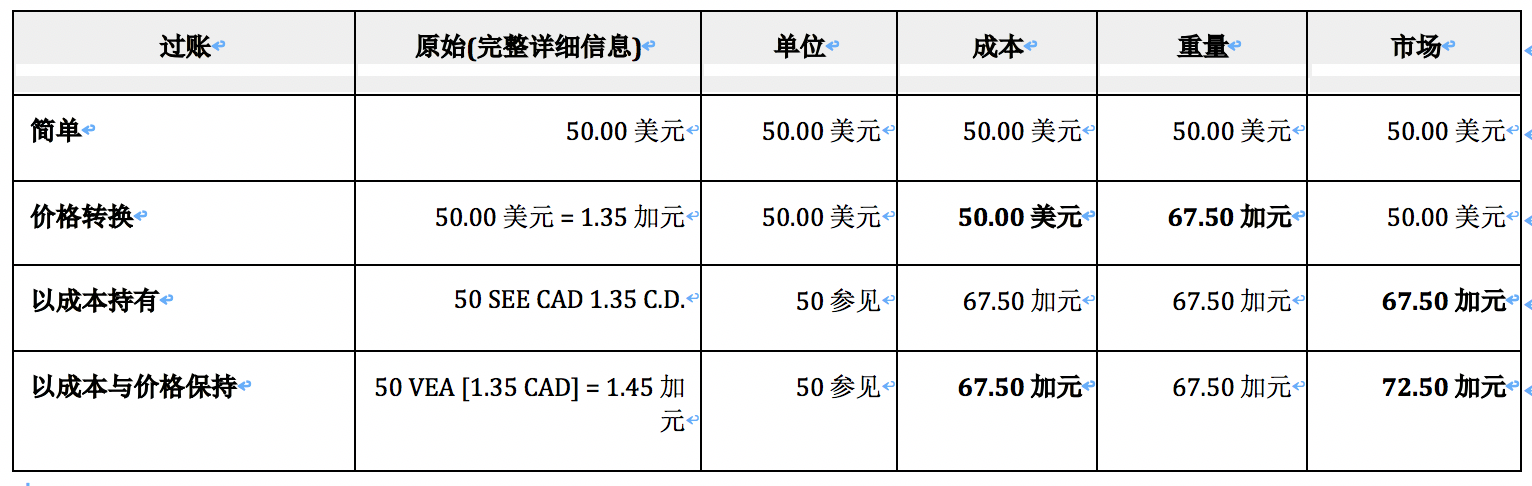 过账 原始(完整详细信息) 单位 成本 重量 市场
简单 50.00 美元 50.00 美元 50.00 美元 50.00 美元 50.00 美元
价格转换 50.00 美元 = 1.35 加元 50.00 美元 50.00 美元 67.50 加元 50.00 美元
以成本持有 50 SEE CAD 1.35 C.D. 50 参见 67.50 加元 67.50 加元 67.50 加元
以成本与价格保持 50 VEA [1.35 CAD] = 1.45 加 50 参见 67.50 加元 67.50 加元 72.50 加元
元